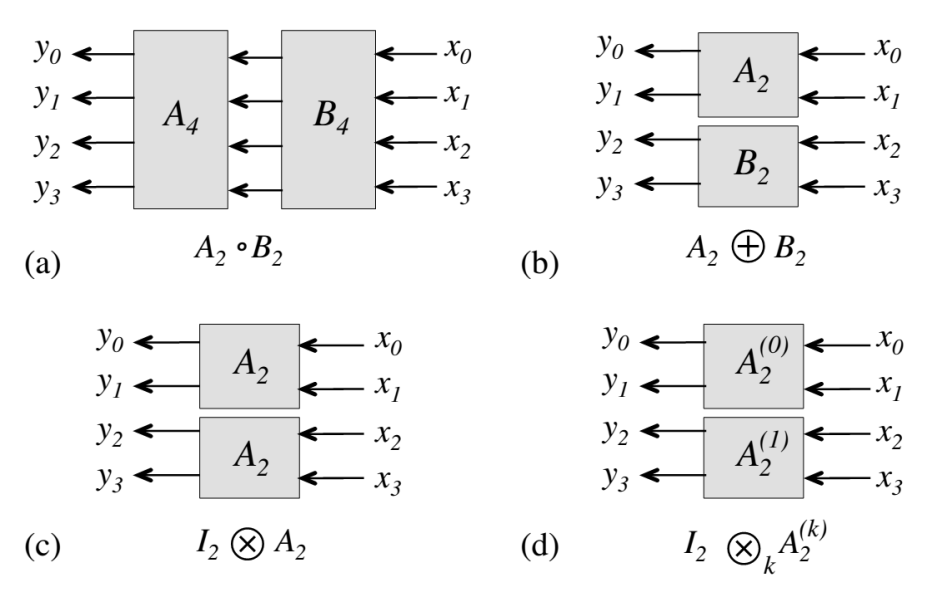 y0 A4 B4 x0
y1 x1
y2 x2
y3 x3
(a) A2 ∘ B2
y0 A2 x0
y1 x1
y2 B2 x2
y3 x3
(b) A2 ⊕ B2
y0 A2 x0
y1 x1
y2 A2 x2
y3 x3
(c) I2 ⊗ A2
y0 A2^(0) x0
y1 x1
y2 A2^(1) x2
y3 x3
(d) I2 ⊗k A2^(k)